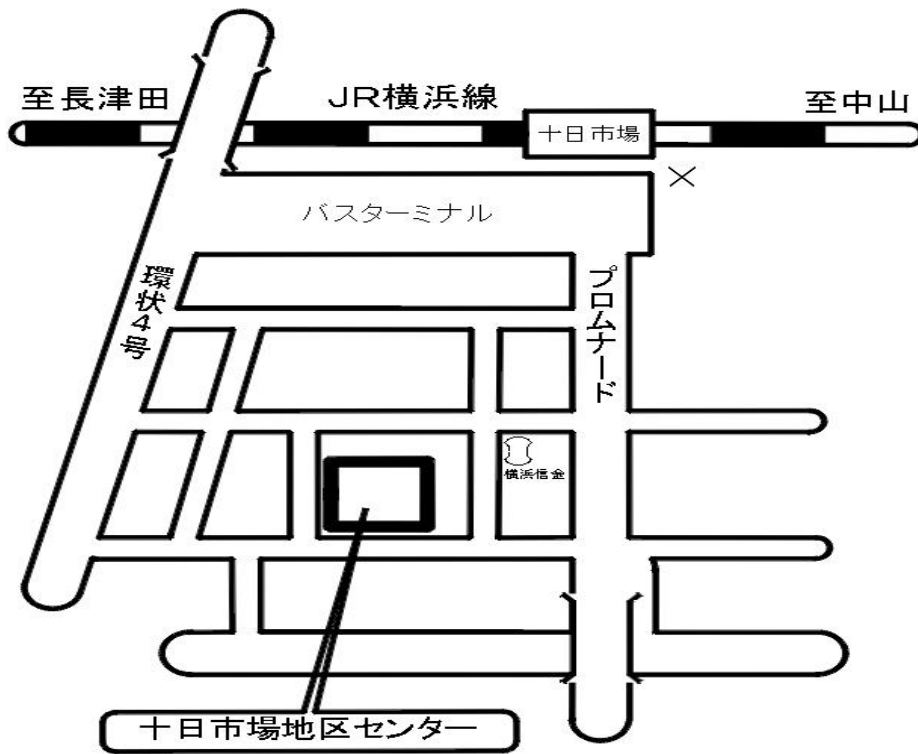 至長津田
JR横浜線
至中山
十日市場
バスターミナル
環状4号
プロムナード
横浜信金
十日市場地区センター